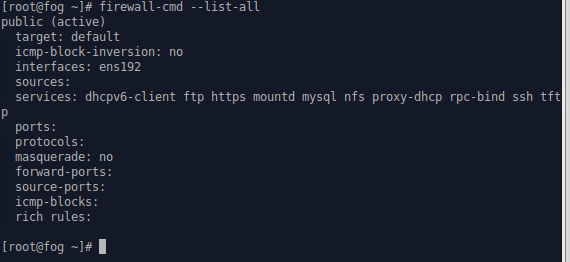 [root@fog ~]# firewall-cmd --list-all
public (active)
  target: default
  icmp-block-inversion: no
  interfaces: ens192
  sources:
  services: dhcpv6-client ftp https mountd mysql nfs proxy-dhcp rpc-bind ssh tft
p
  ports:
  protocols:
  masquerade: no
  forward-ports:
  source-ports:
  icmp-blocks:
  rich rules:
[root@fog ~]#